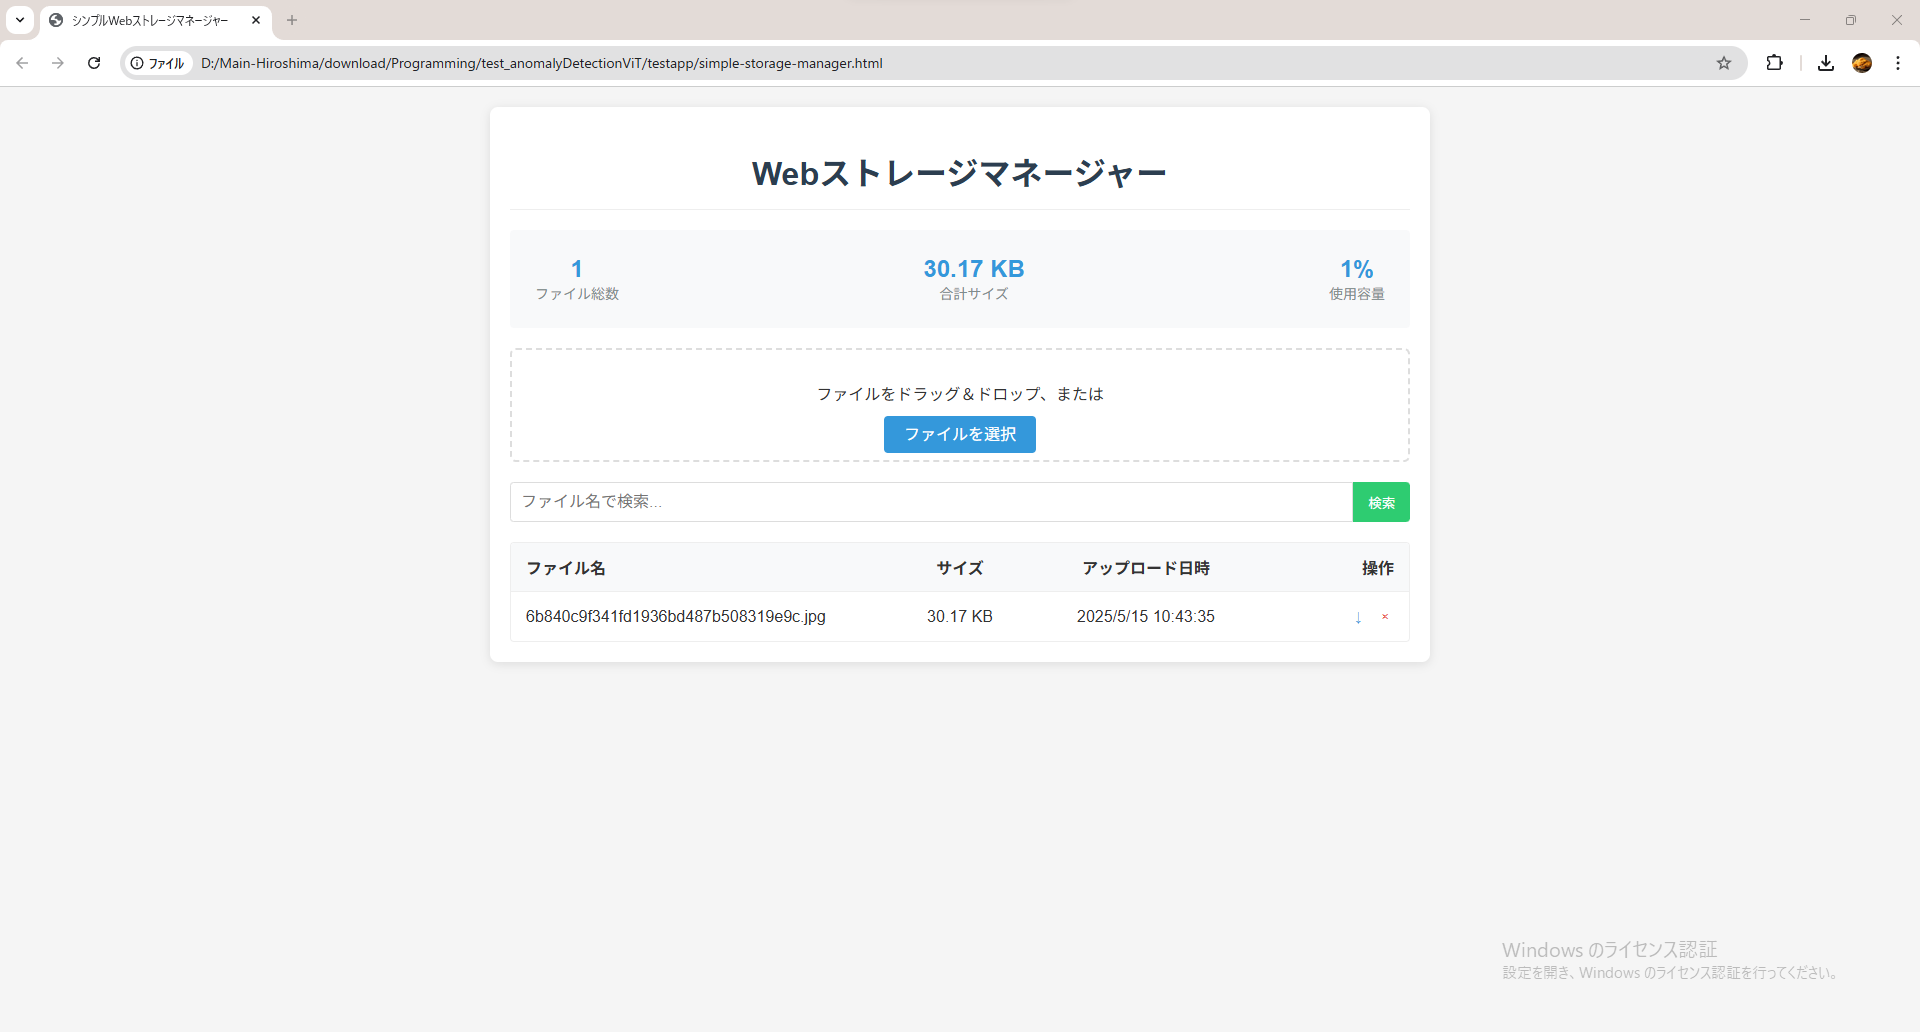 シンプルWebストレージマネージャー
ファイル
D:/Main-Hiroshima/download/Programming/test_anomalyDetectionViT/testapp/simple-storage-manager.html
Webストレージマネージャー
1
ファイル総数
30.17 KB
合計サイズ
1%
使用容量
ファイルをドラッグ＆ドロップ、または
ファイルを選択
ファイル名で検索...
検索
ファイル名 サイズ アップロード日時 操作
6b840c9f341fd1936bd487b508319e9c.jpg 30.17 KB 2025/5/15 10:43:35 ↓ ×
Windows のライセンス認証
設定を開き、Windows のライセンス認証を行ってください。